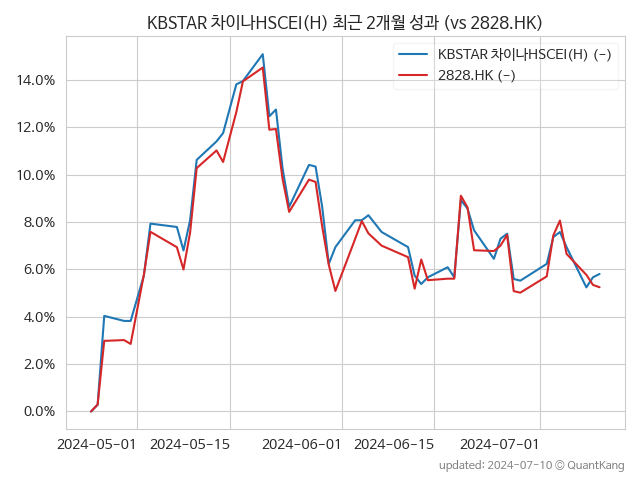 KBSTAR 차이나HSCEI(H) 최근 2개월 성과 (vs 2828.HK)
KBSTAR 차이나HSCEI(H) (-)
2828.HK (-)
14.0%
12.0%
10.0%
8.0%
6.0%
4.0%
2.0%
0.0%
2024-05-01 2024-05-15 2024-06-01 2024-06-15 2024-07-01
updated: 2024-07-10 © QuantKang